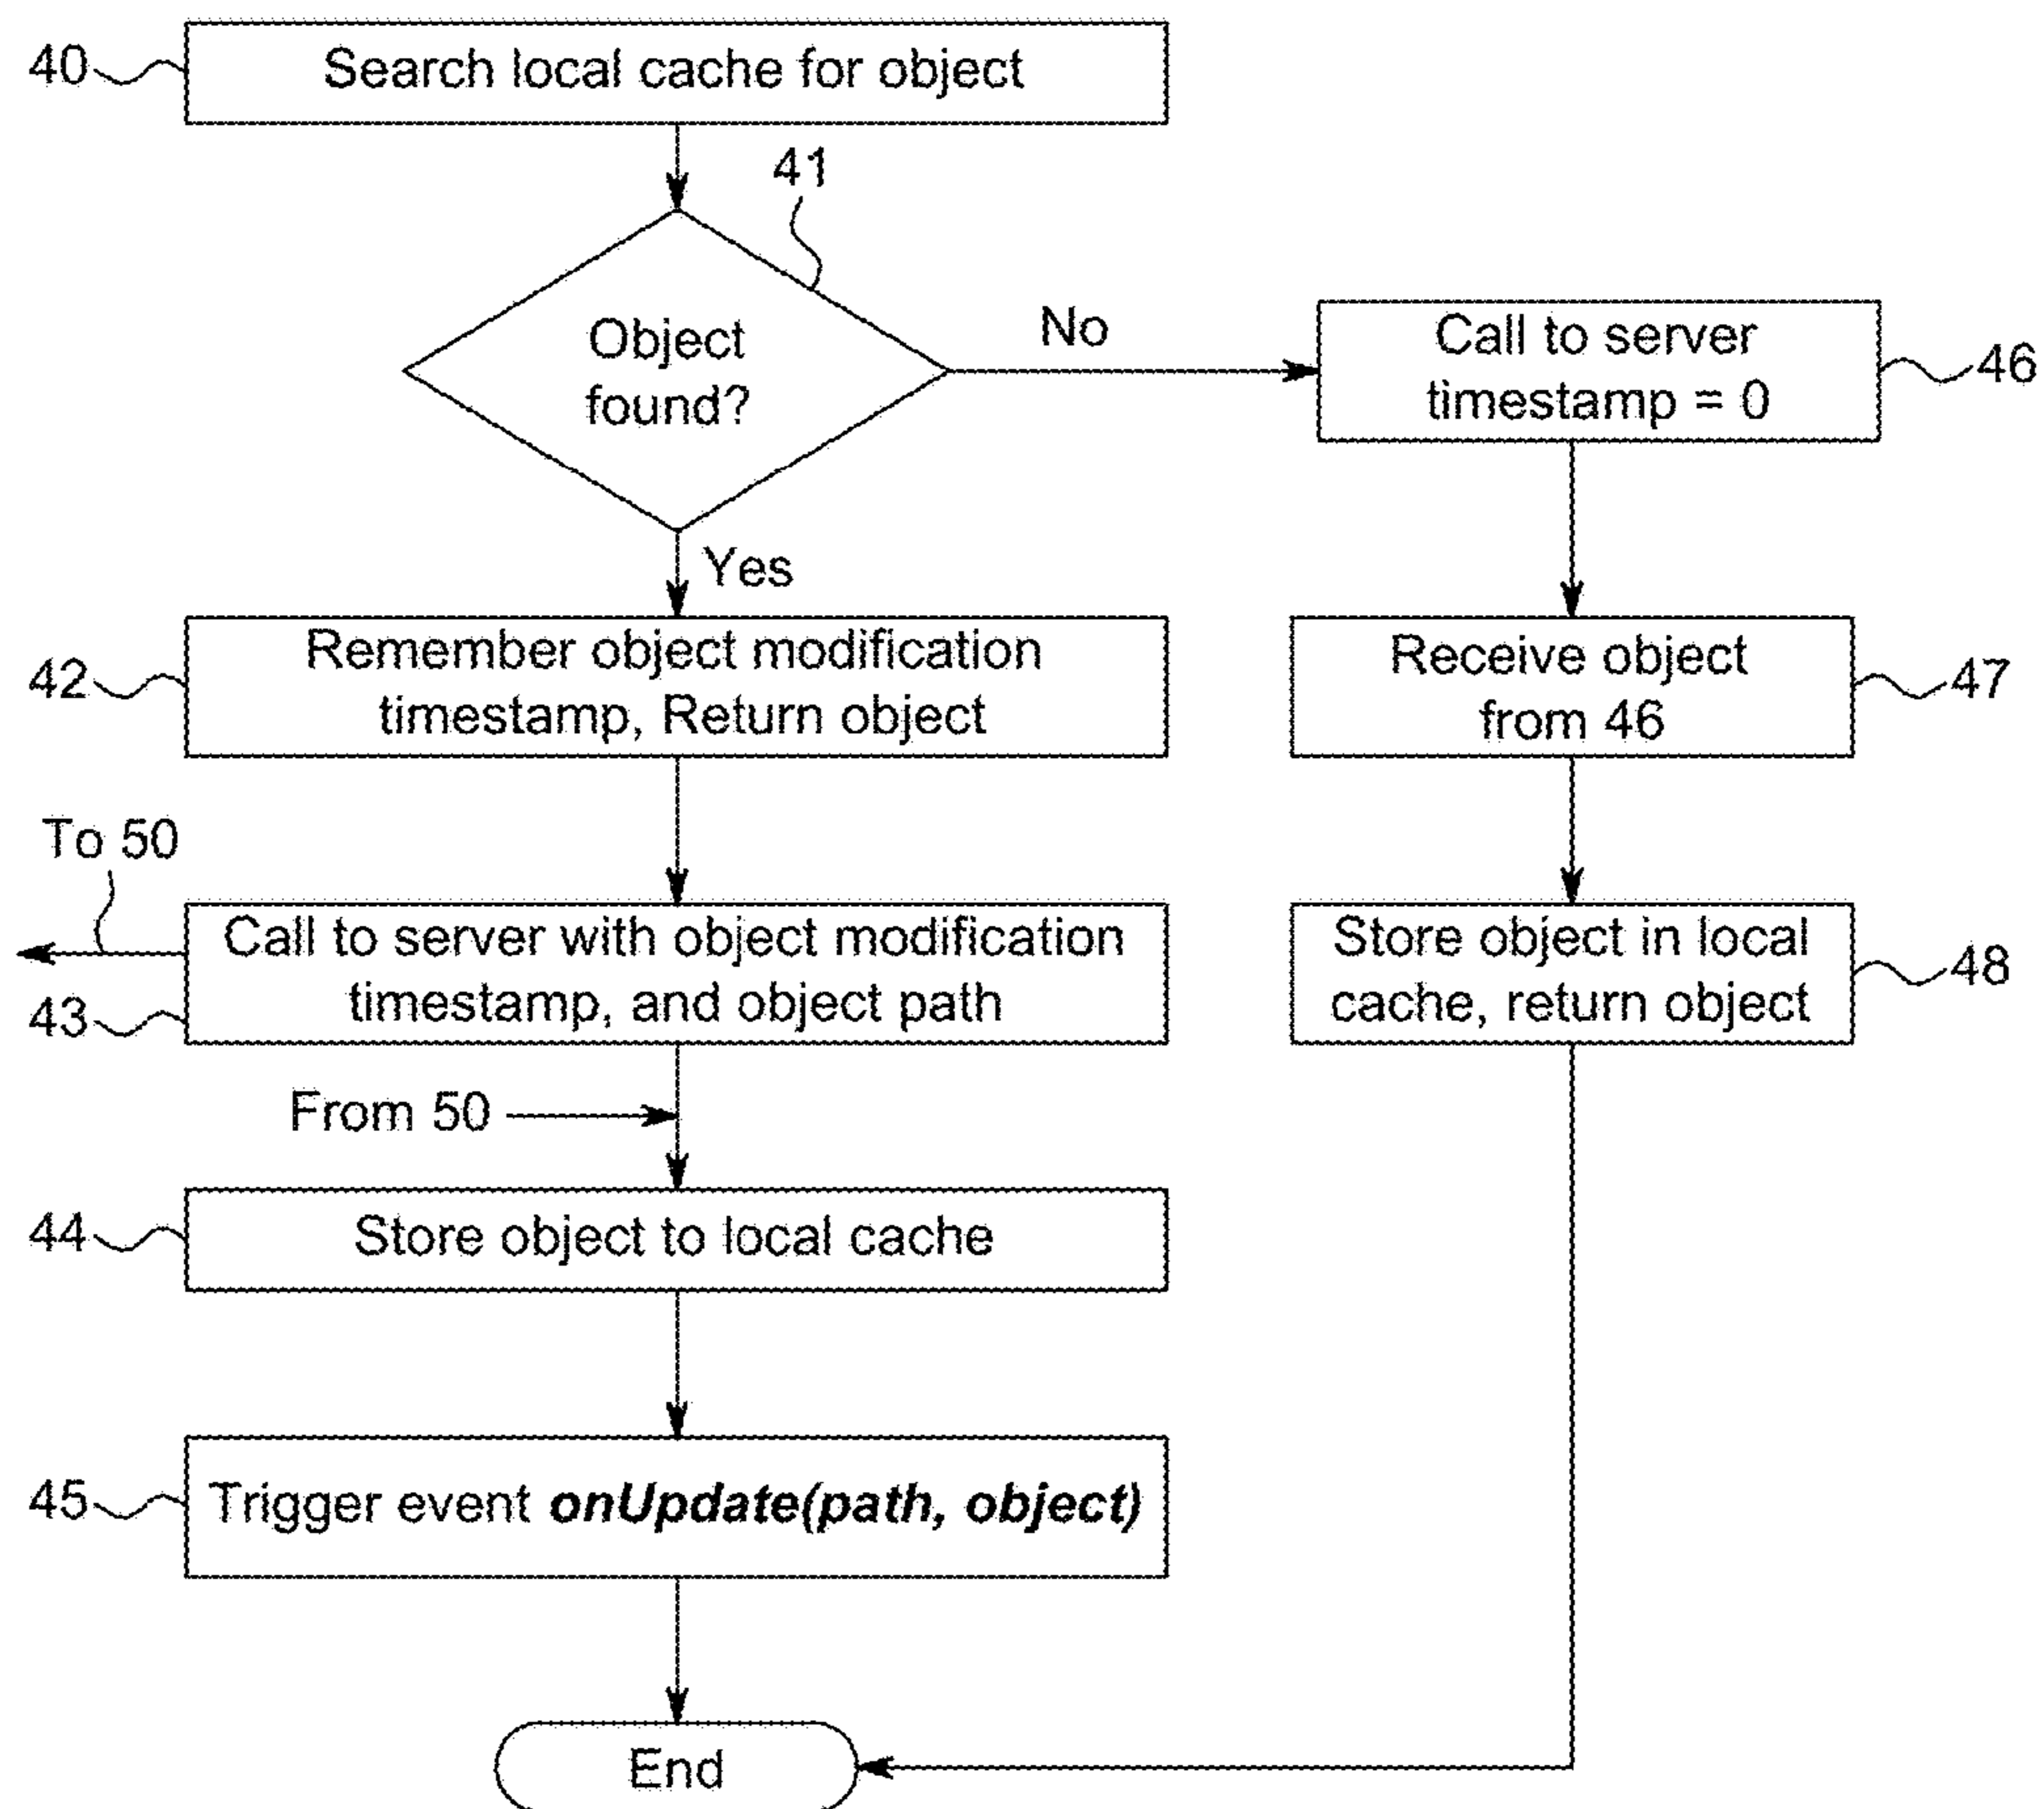 40
Search local cache for object
41
Object
found?
No
Call to server
timestamp = 0
46
Yes
42
Remember object modification
timestamp, Return object
Receive object
from 46
47
To 50
43
Call to server with object modification
timestamp, and object path
Store object in local
cache, return object
48
From 50
44
Store object to local cache
45
Trigger event onUpdate(path, object)
End